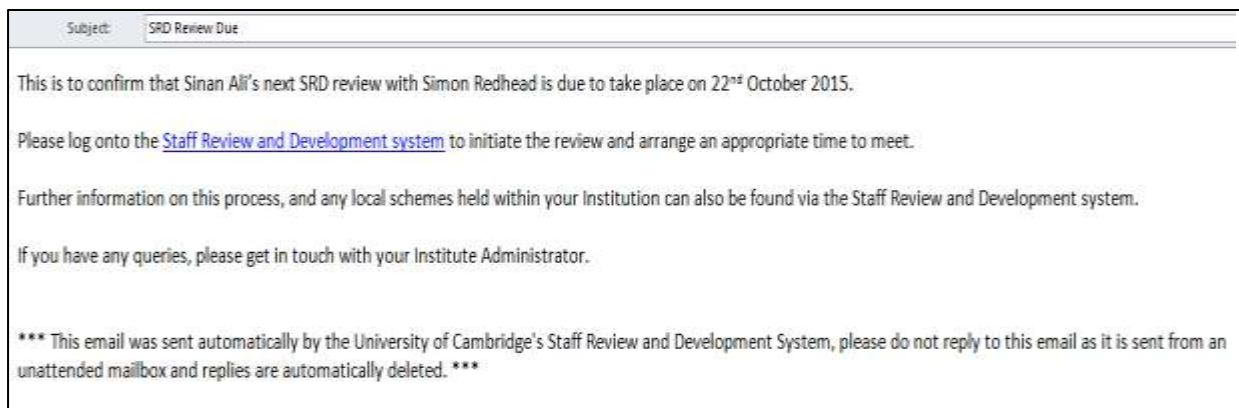 Subject: SRD Review Due
This is to confirm that Sinan Ali's next SRD review with Simon Redhead is due to take place on 22nd October 2015.
Please log onto the Staff Review and Development system to initiate the review and arrange an appropriate time to meet.
Further information on this process, and any local schemes held within your Institution can also be found via the Staff Review and Development system.
If you have any queries, please get in touch with your Institute Administrator.
*** This email was sent automatically by the University of Cambridge's Staff Review and Development System, please do not reply to this email as it is sent from an
unattended mailbox and replies are automatically deleted. ***